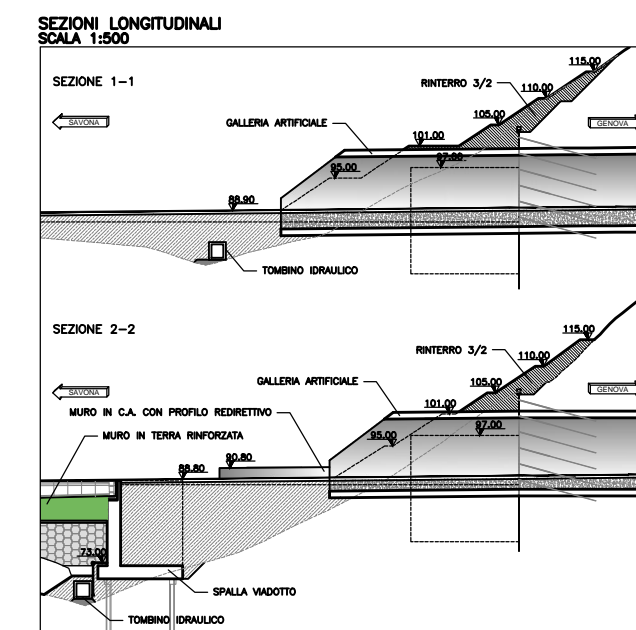 SEZIONI LONGITUDINALI
SCALA 1:500
SEZIONE 1-1
115.00
RINTERRO 3/2
110.00
SAVONA
GALLERIA ARTIFICIALE
105.00
GENOVA
101.00
97.00
95.00
88.90
TOMBINO IDRAULICO
SEZIONE 2-2
115.00
RINTERRO 3/2
110.00
SAVONA
GALLERIA ARTIFICIALE
105.00
GENOVA
MURO IN C.A. CON PROFILO REDIRETTIVO
101.00
MURO IN TERRA RINFORZATA
97.00
95.00
90.80
88.80
73.00
SPALLA VIADOTTO
TOMBINO IDRAULICO